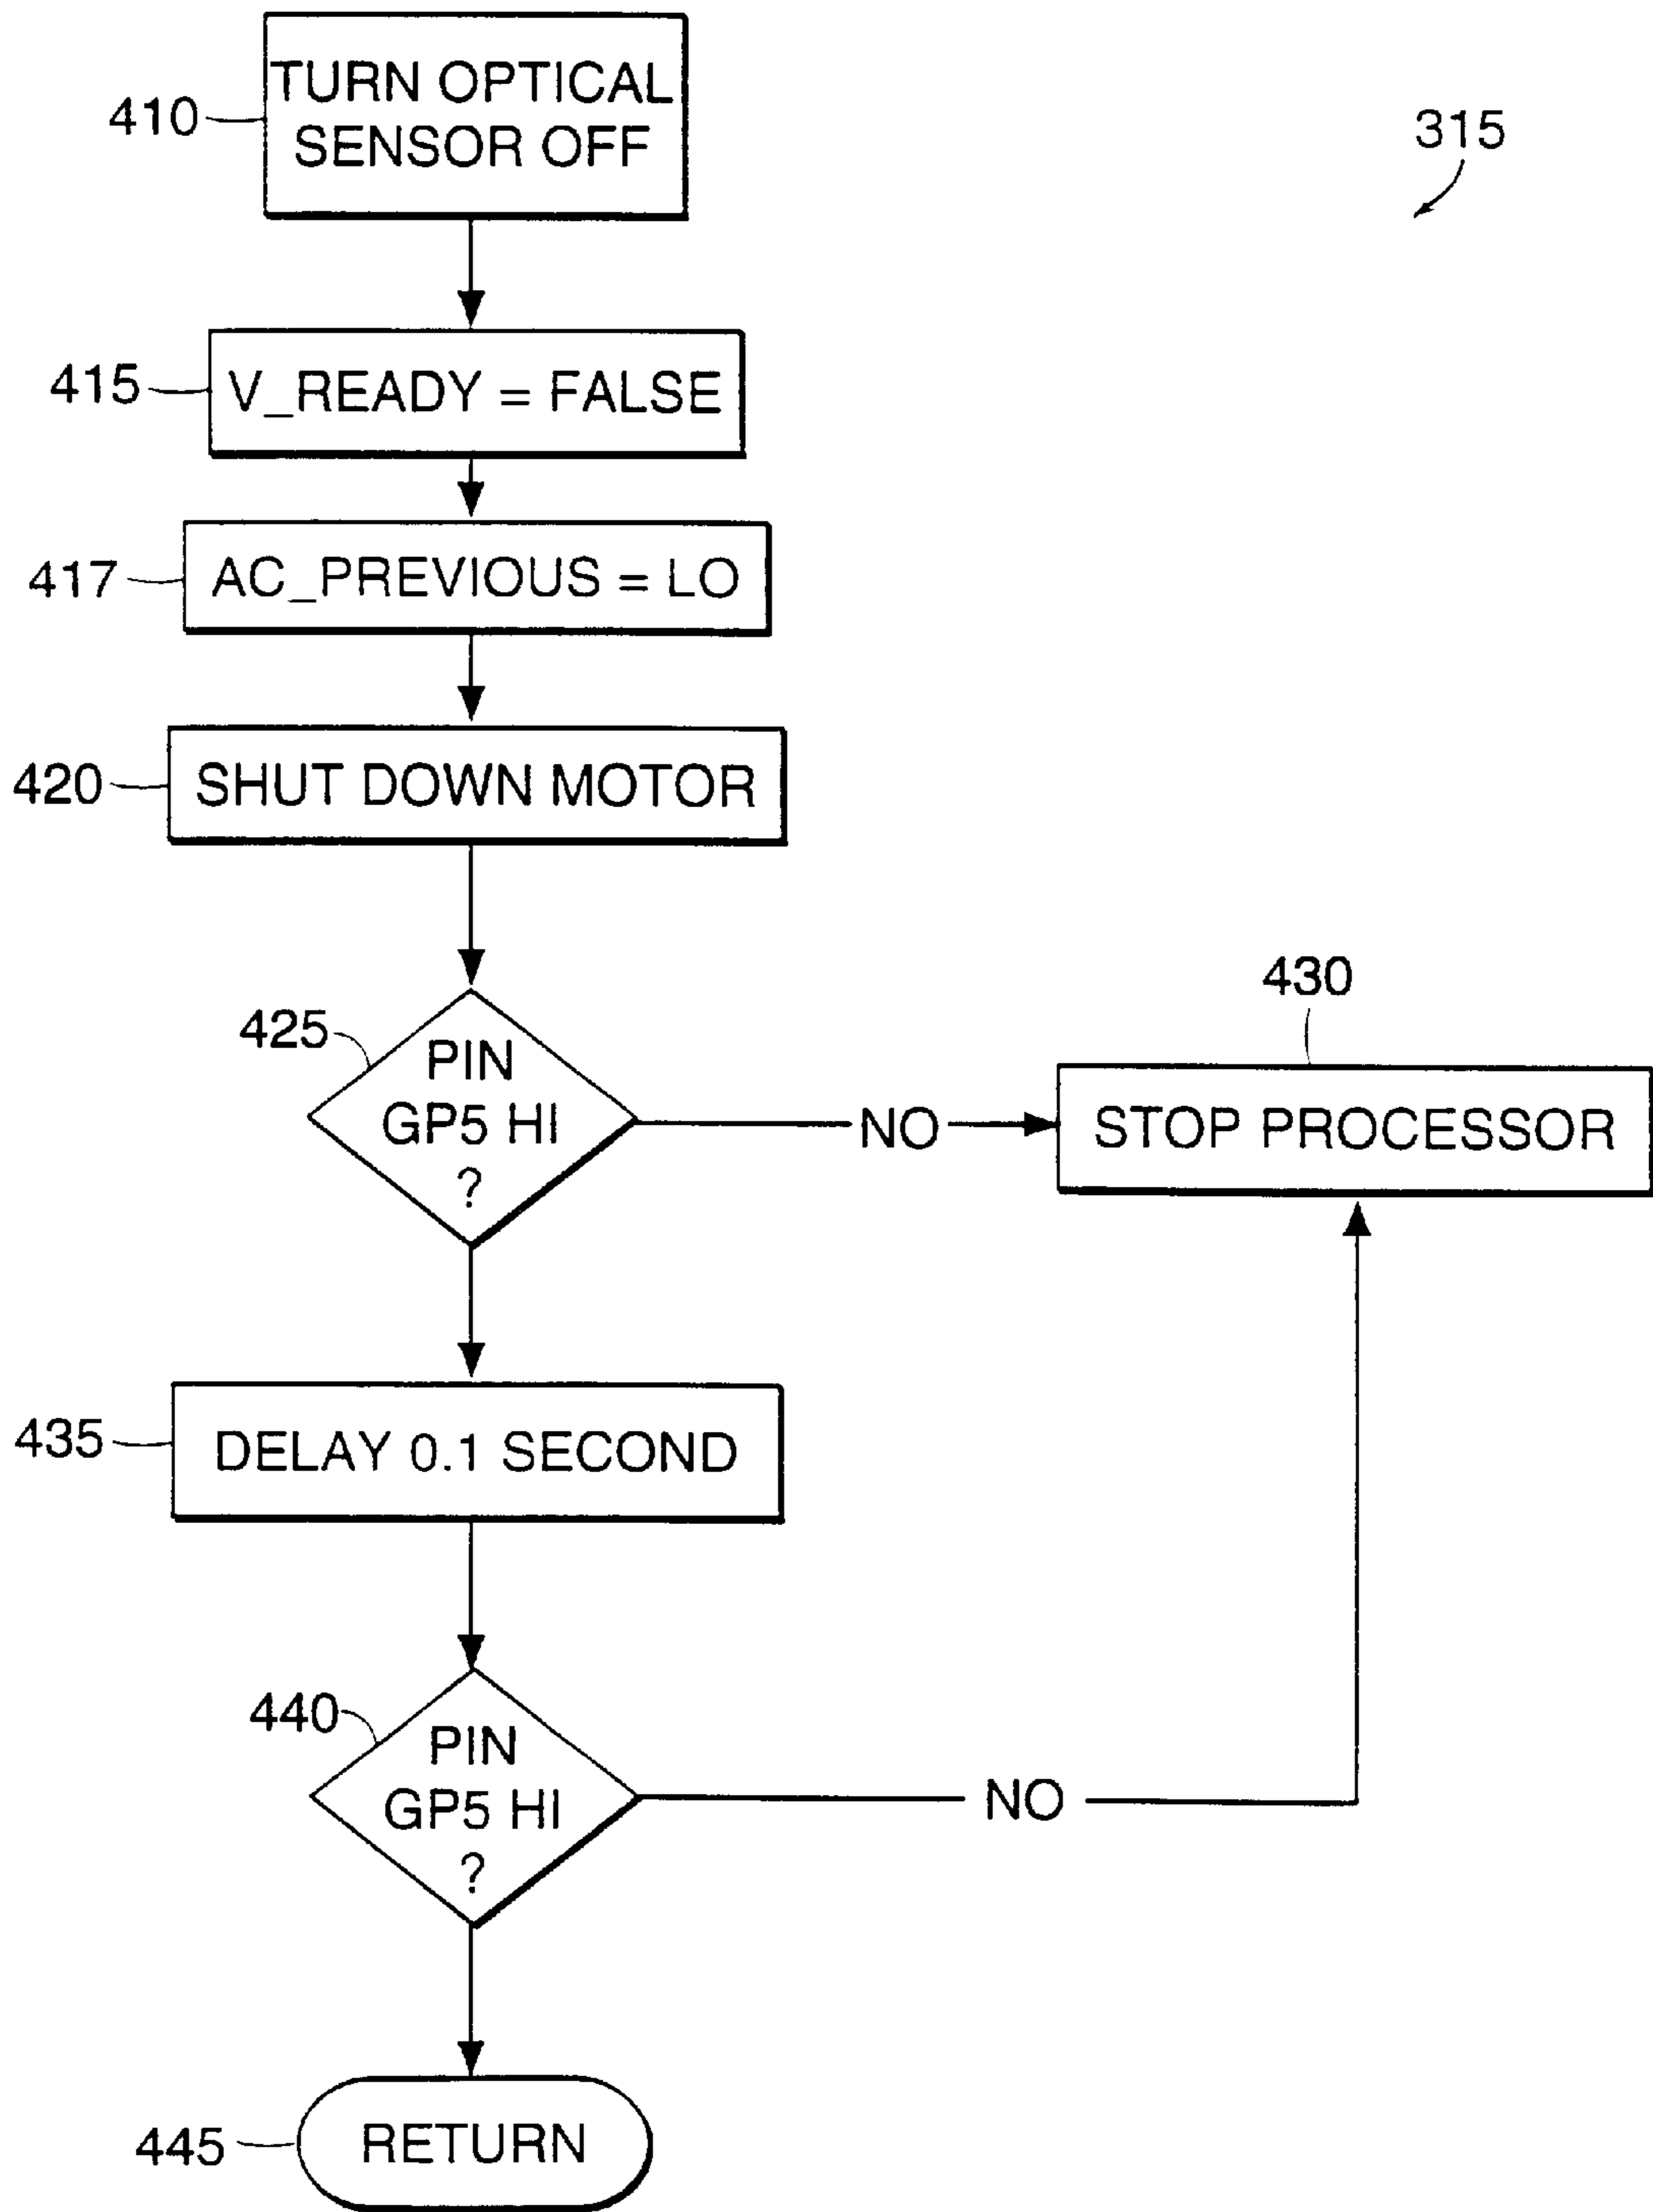 410
TURN OPTICAL
SENSOR OFF
315
415
V_READY = FALSE
417
AC_PREVIOUS = LO
420
SHUT DOWN MOTOR
425
PIN
GP5 HI
?
NO
430
STOP PROCESSOR
435
DELAY 0.1 SECOND
440
PIN
GP5 HI
?
NO
445
RETURN